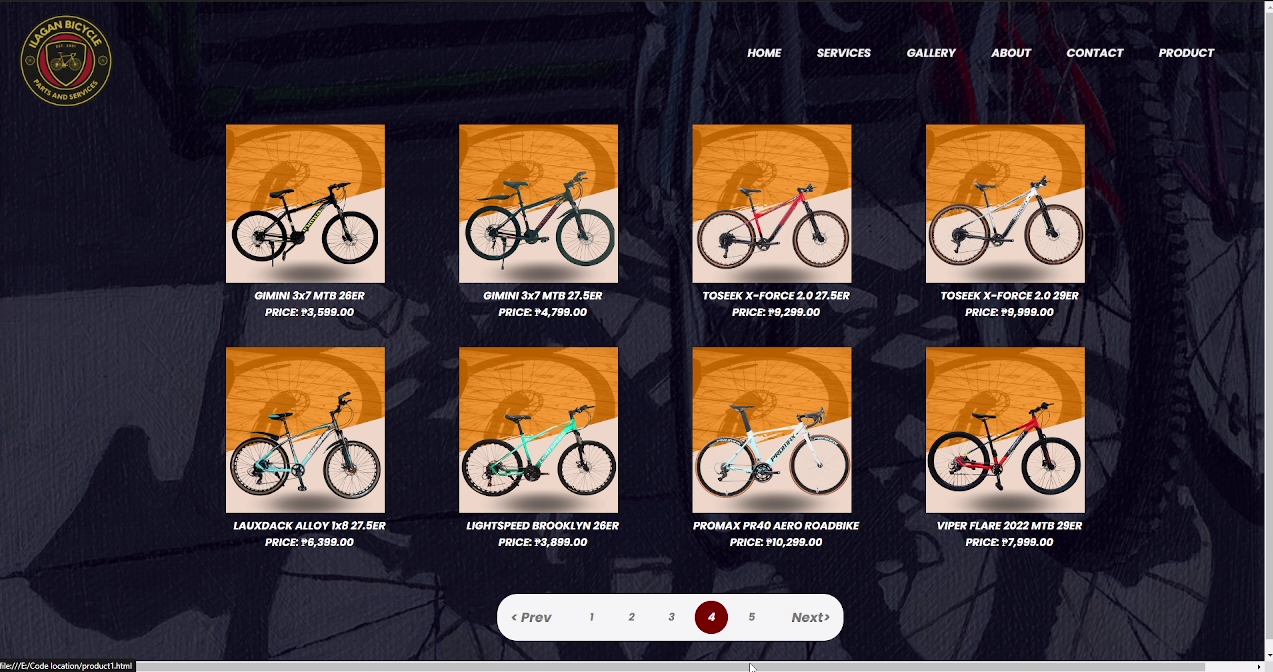 ILAGAN BICYCLE
EST. 2001
PARTS AND SERVICES
HOME SERVICES GALLERY ABOUT CONTACT PRODUCT
GIMINI 3x7 MTB 26ER
PRICE: ₱3,599.00
GIMINI 3x7 MTB 27.5ER
PRICE: ₱4,799.00
TOSEEK X-FORCE 2.0 27.5ER
PRICE: ₱9,299.00
TOSEEK X-FORCE 2.0 29ER
PRICE: ₱9,999.00
PROMAX
LAUXDACK ALLOY 1x8 27.5ER
PRICE: ₱6,399.00
LIGHTSPEED BROOKLYN 26ER
PRICE: ₱3,899.00
PROMAX PR40 AERO ROADBIKE
PRICE: ₱10,299.00
VIPER FLARE 2022 MTB 29ER
PRICE: ₱7,999.00
< Prev 1 2 3 4 5 Next>
file:///E:/Code location/product1.html